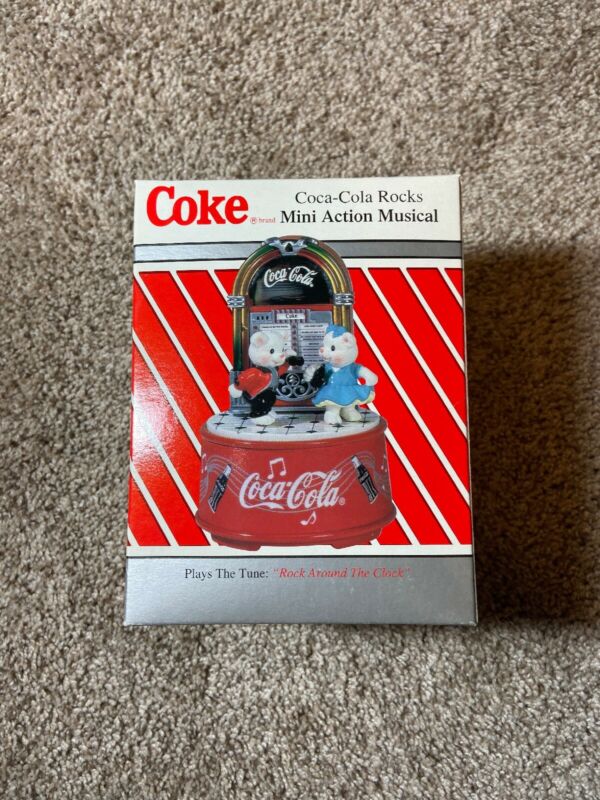 Coke ® brand
Coca-Cola Rocks
Mini Action Musical
Coca-Cola
Coke
Coca-Cola®
Plays The Tune: "Rock Around The Clock"